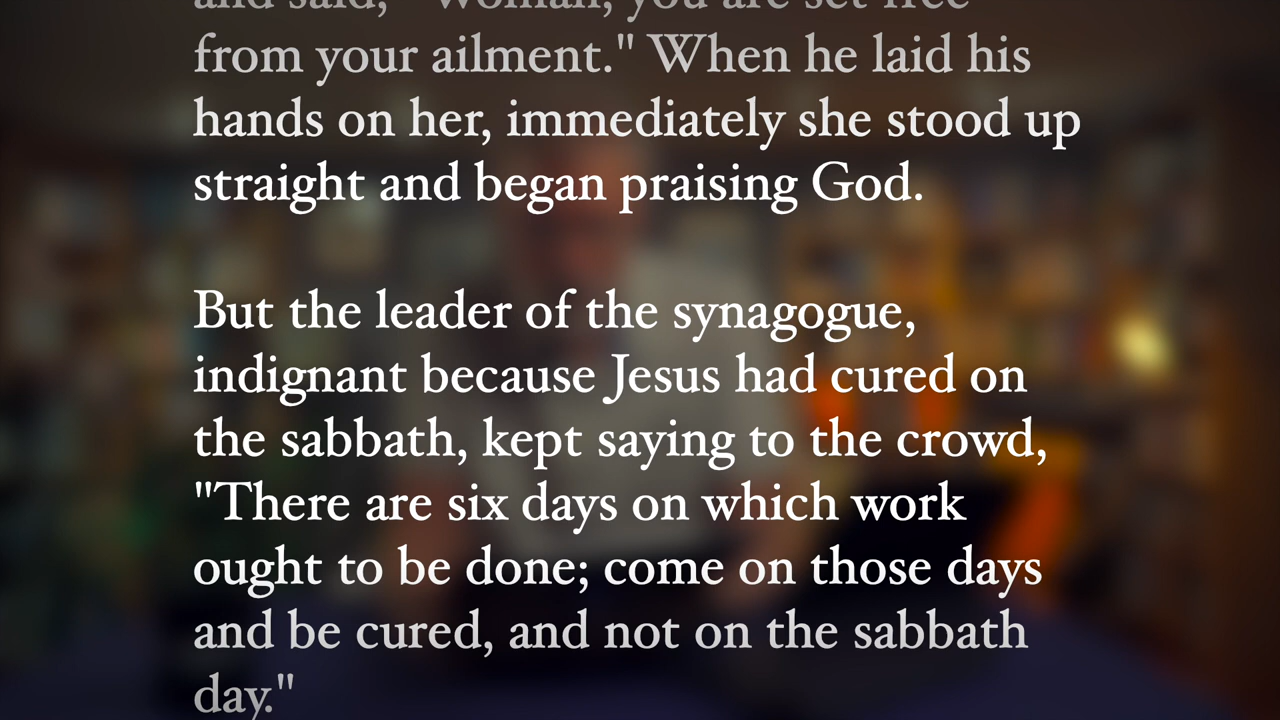 and said, "Woman, you are set free
from your ailment." When he laid his
hands on her, immediately she stood up
straight and began praising God.
But the leader of the synagogue,
indignant because Jesus had cured on
the sabbath, kept saying to the crowd,
"There are six days on which work
ought to be done; come on those days
and be cured, and not on the sabbath
day."